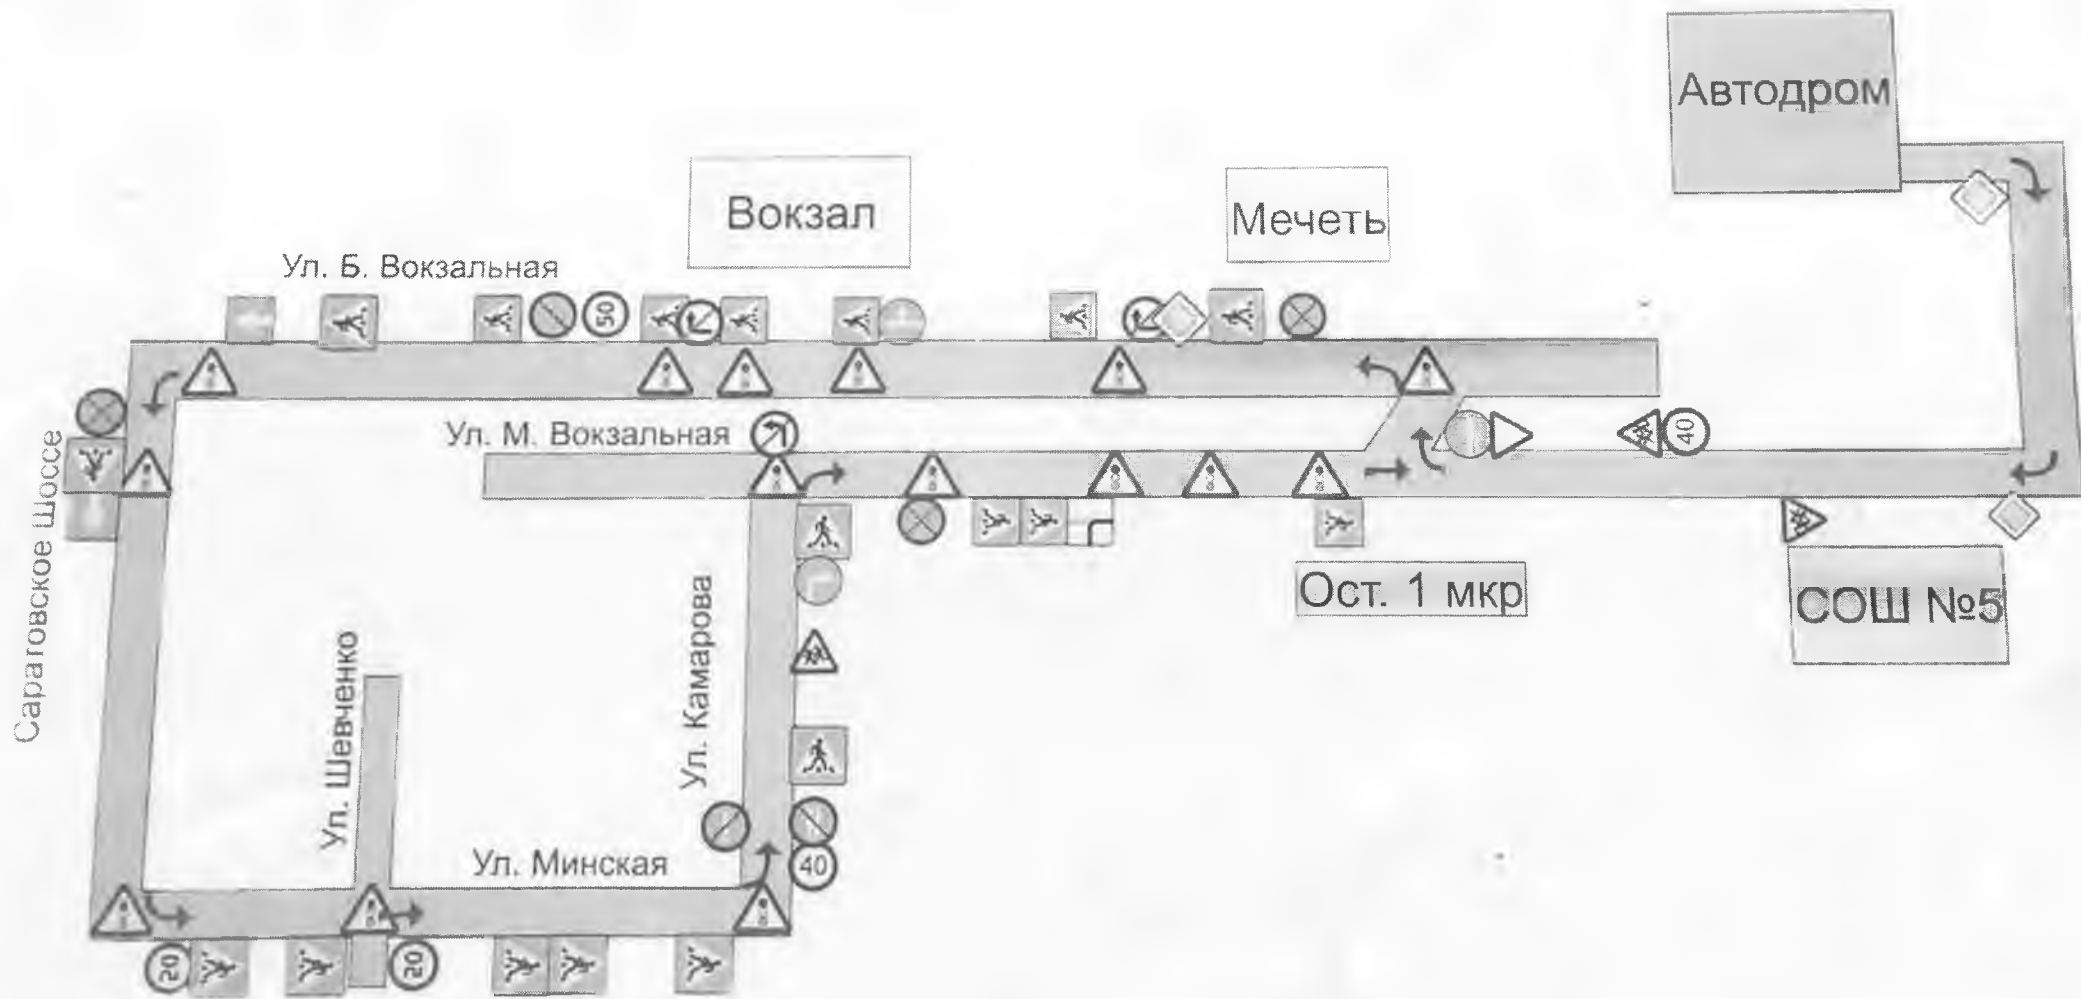 Автодром
Вокзал
Мечеть
Ул. Б. Вокзальная
50
Ул. М. Вокзальная
40
Саратовское Шоссе
Ост. 1 мкр
СОШ №5
Ул. Камарова
Ул. Шевченко
Ул. Минская
40
20
20